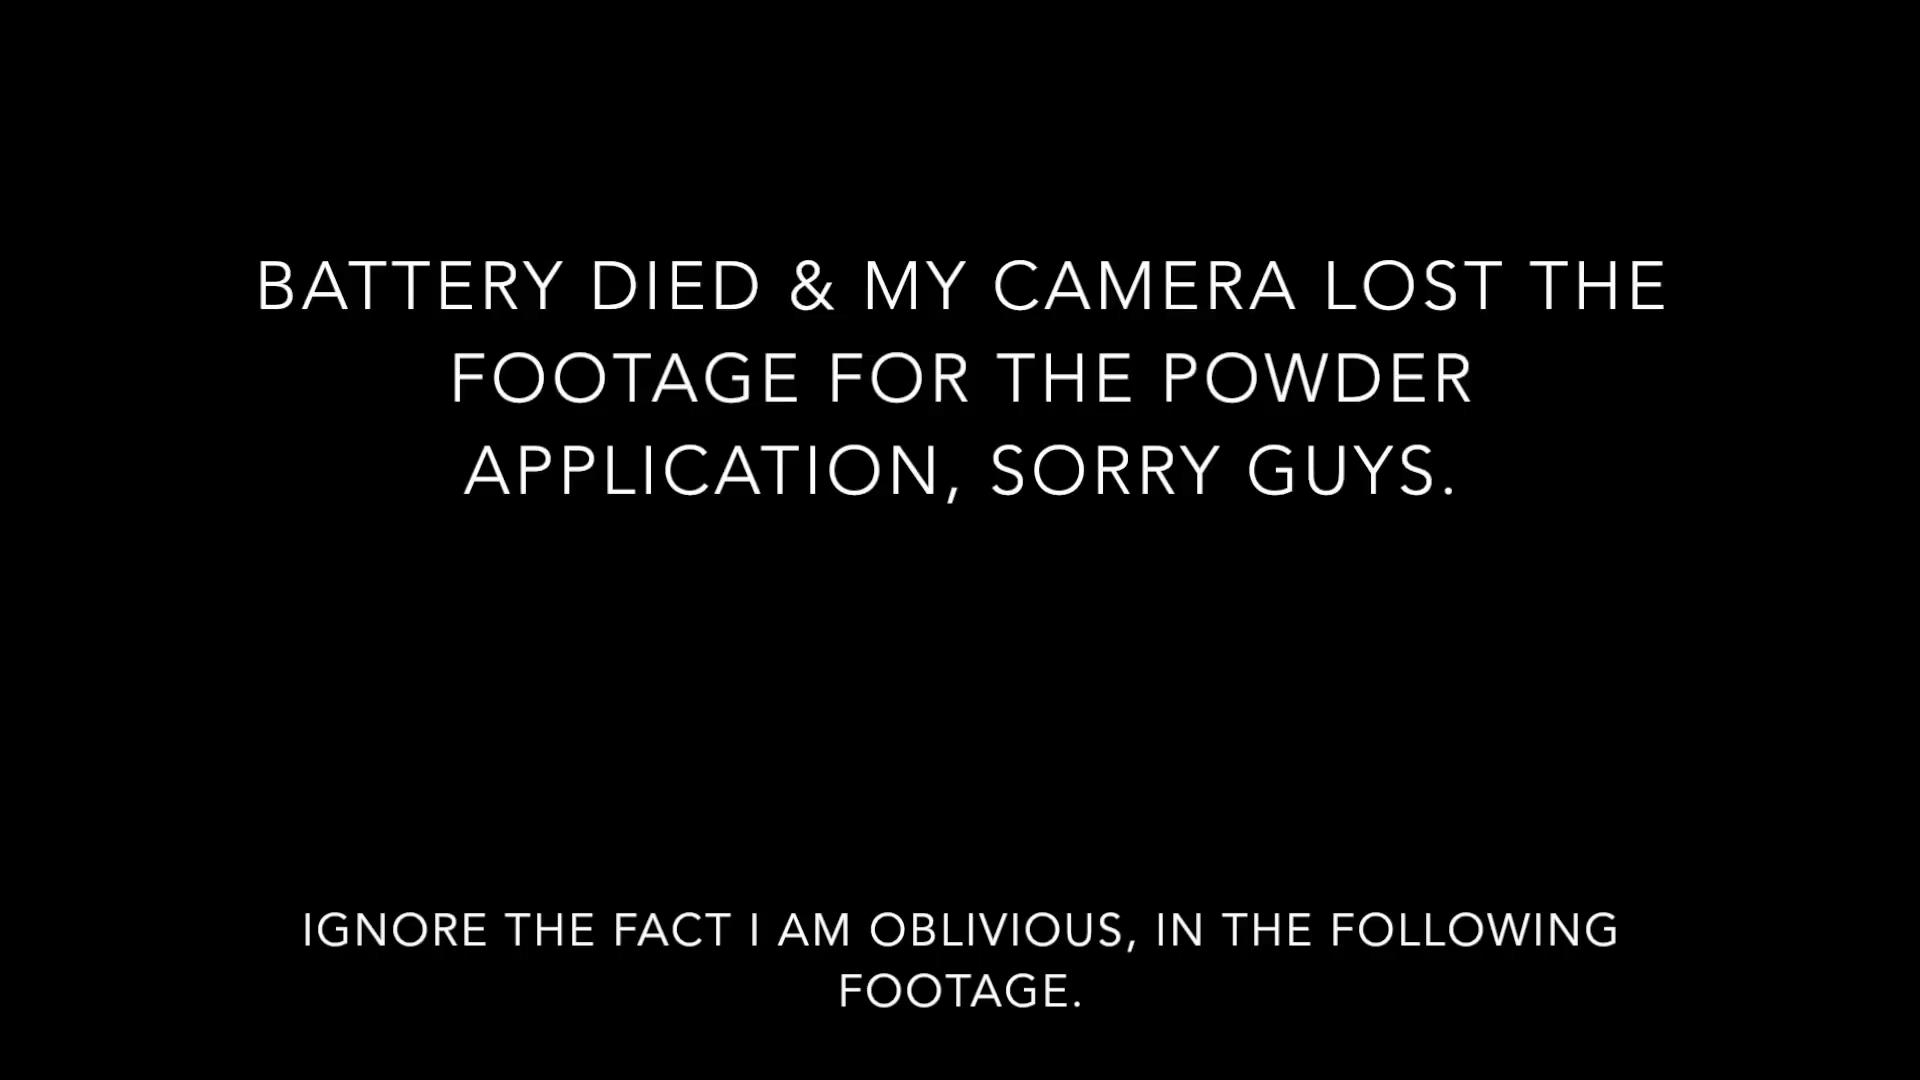 BATTERY DIED & MY CAMERA LOST THE
FOOTAGE FOR THE POWDER
APPLICATION, SORRY GUYS.
IGNORE THE FACT I AM OBLIVIOUS, IN THE FOLLOWING
FOOTAGE.